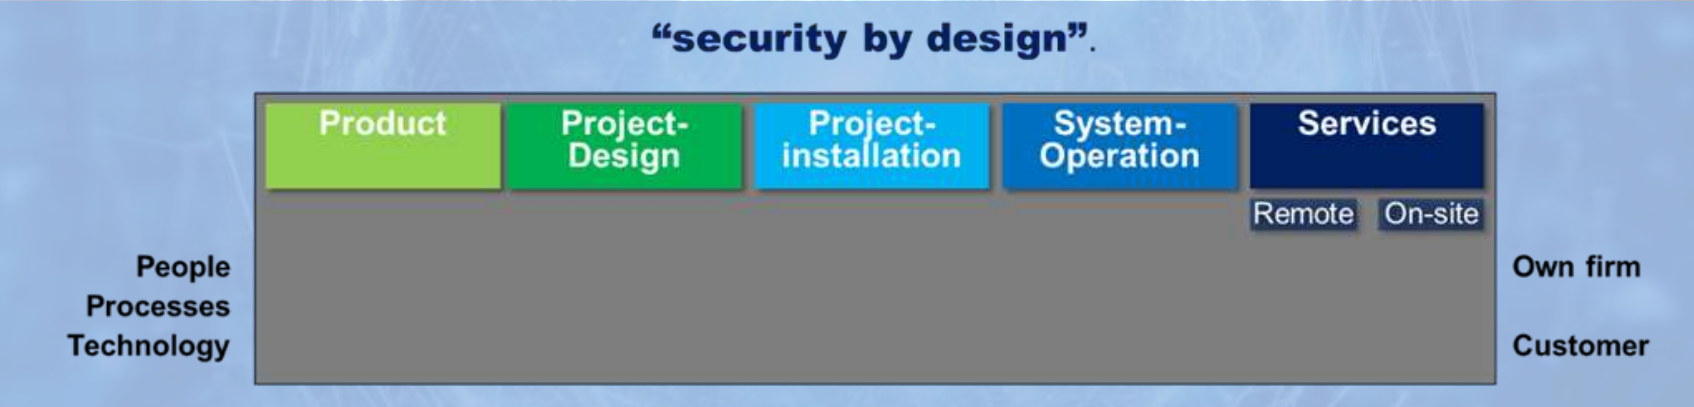 “security by design”.
Product
Project-
Design
Project-
installation
System-
Operation
Services
Remote
On-site
People
Processes
Technology
Own firm
Customer